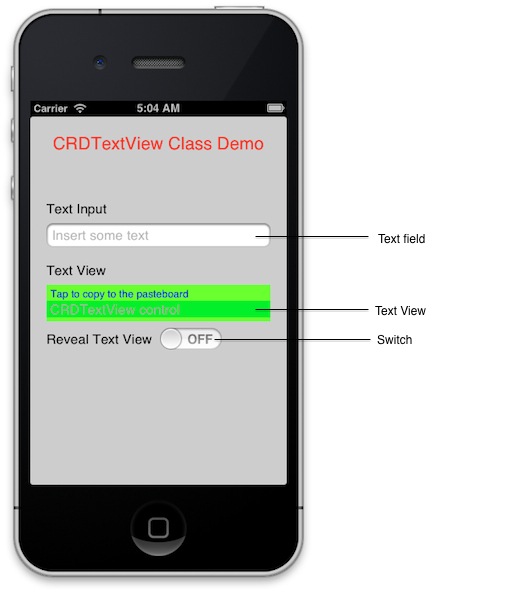 Carrier 5:04 AM
CRDTextView Class Demo
Text Input
Insert some text
Text field
Text View
Tap to copy to the pasteboard
CRDTextView control
Text View
Reveal Text View OFF
Switch